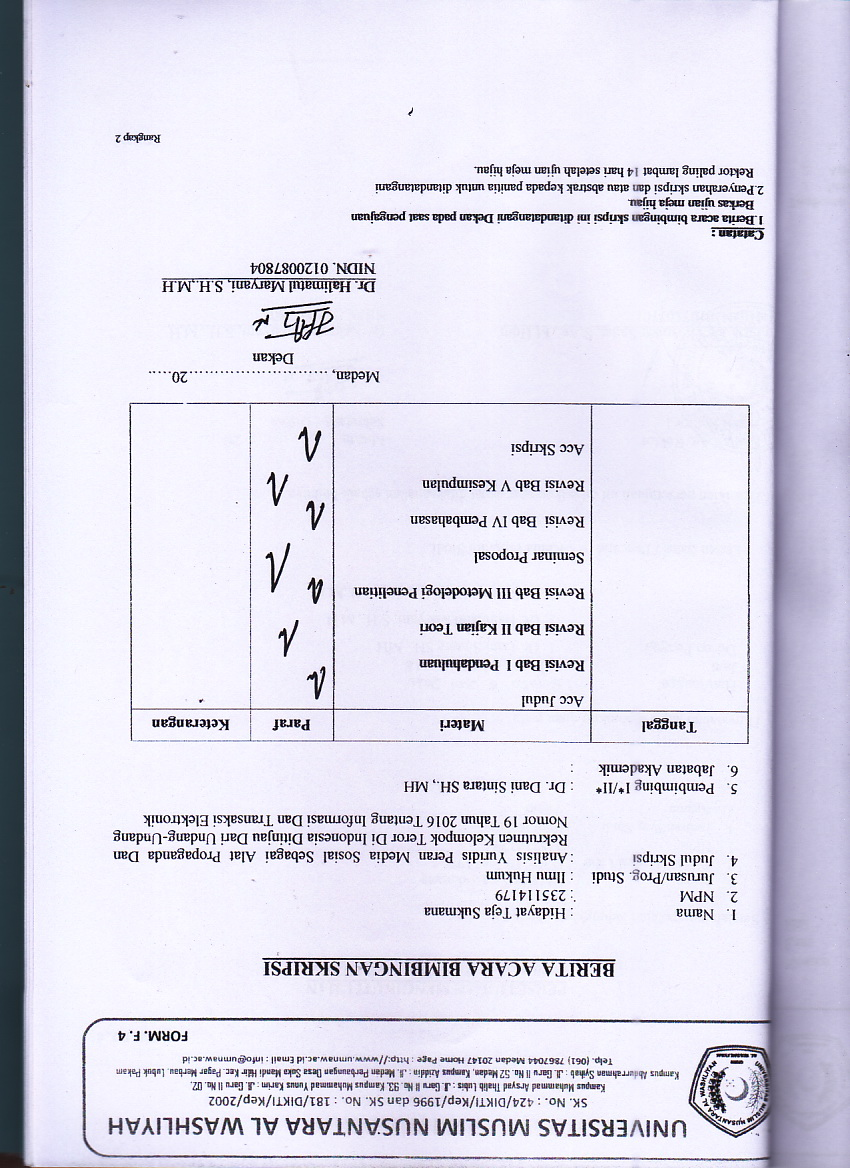 UNIVERSITAS MUSLIM NUSANTARA AL WASHLIYAH
SK. No. : 424/DIKTI/Kep/1996 dan SK. No. : 181/DIKTI/Kep/2002
Kampus Muhammad Arsyad Thalib Lubis : Jl. Garu II No. 93. Kampus Muhammad Yunus Karim : Jl. Garu II No. 02,
Kampus Abdurrahman Syihab : Jl. Garu II No. 52 Medan, Kampus Aziddin : Jl. Medan Perbaungan Desa Suka Mandi Hilir Kec. Pagar Merbau. Lubuk Pakam
Telp. (061) 7867044 Medan 20147 Home Page : http://www.umnaw.ac.id Email : info@umnaw.ac.id
FORM. F. 4
BERITA ACARA BIMBINGAN SKRIPSI
1. Nama : Hidayat Teja Sukmana
2. NPM : 235114179
3. Jurusan/Prog. Studi : Ilmu Hukum
4. Judul Skripsi : Analisis Yuridis Peran Media Sosial Sebagai Alat Propaganda Dan
Rekrutmen Kelompok Teror Di Indonesia Ditinjau Dari Undang-Undang
Nomor 19 Tahun 2016 Tentang Informasi Dan Transaksi Elektronik
5. Pembimbing I*/II* : Dr. Dani Sintara SH., MH
6. Jabatan Akademik :
Tanggal Materi Paraf Keterangan
Acc Judul
Revisi Bab I Pendahuluan
Revisi Bab II Kajian Teori
Revisi Bab III Metodelogi Penelitian
Seminar Proposal
Revisi Bab IV Pembahasan
Revisi Bab V Kesimpulan
Acc Skripsi
Medan, ............................20.....
Dekan
Dr. Halimatul Maryani, S.H.,M.H
NIDN. 0120087804
Catatan :
1.Berita acara bimbingan skripsi ini ditandatangani Dekan pada saat pengajuan
Berkas ujian meja hijau.
2.Penyerahan skripsi dan atau abstrak kepada panitia untuk ditandatangani
Rektor paling lambat 14 hari setelah ujian meja hijau.
Rangkap 2